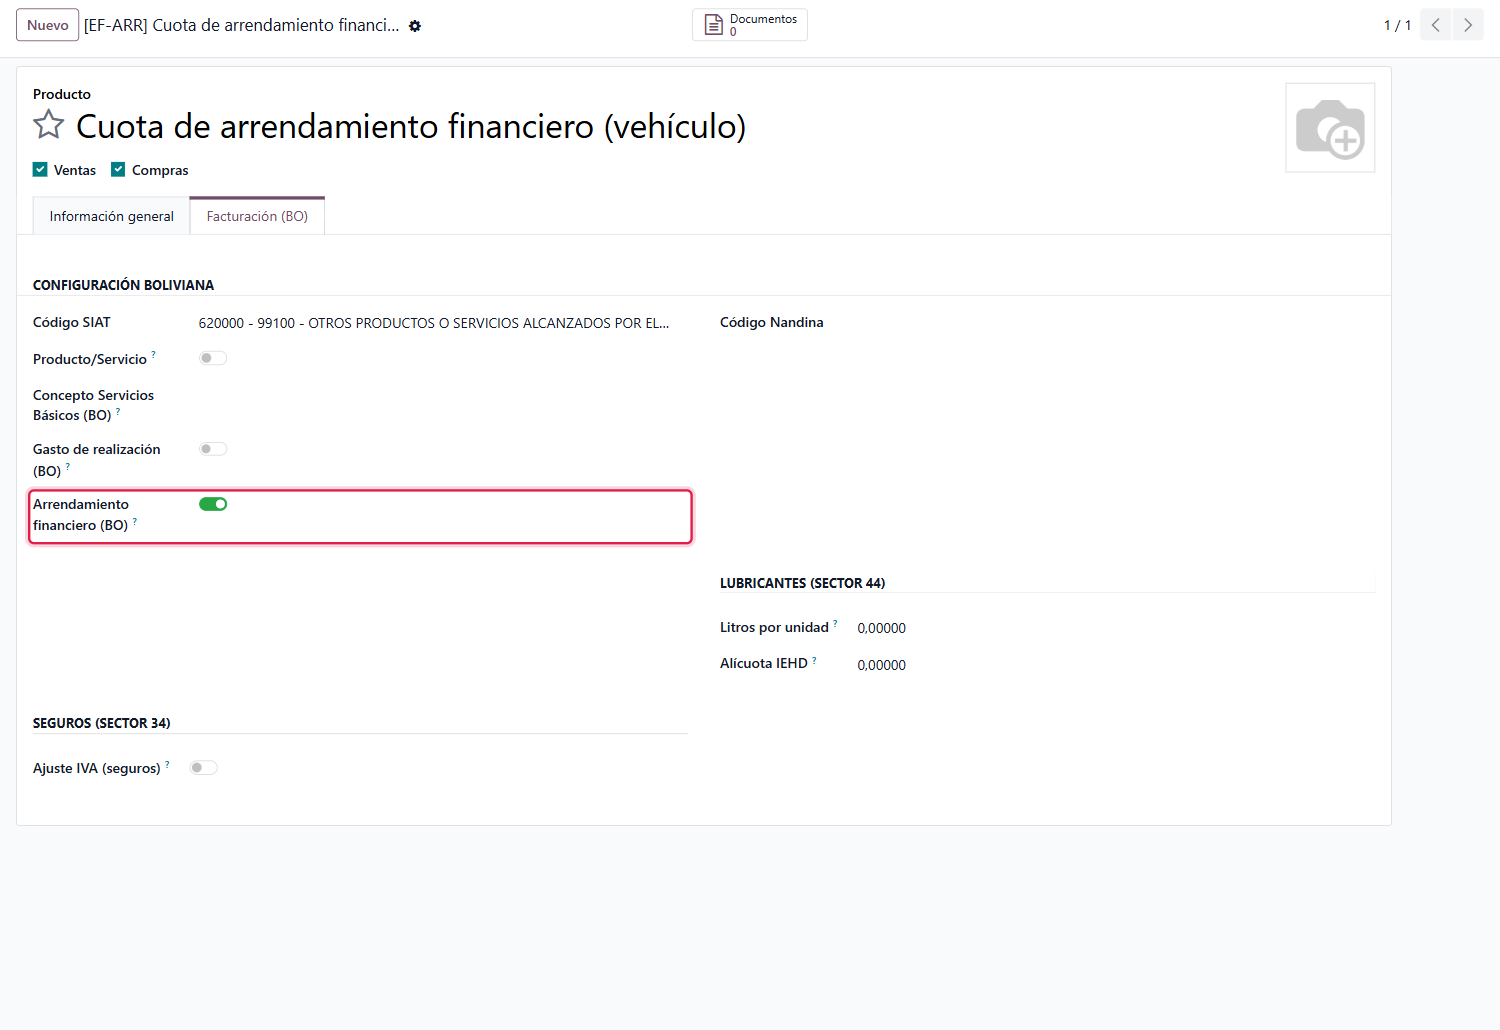 Nuevo
[EF-ARR] Cuota de arrendamiento financi...
Documentos
0
1 / 1
Producto
Cuota de arrendamiento financiero (vehículo)
Ventas
Compras
Información general
Facturación (BO)
CONFIGURACIÓN BOLIVIANA
Código SIAT
620000 - 99100 - OTROS PRODUCTOS O SERVICIOS ALCANZADOS POR EL...
Código Nandina
Producto/Servicio ?
Concepto Servicios
Básicos (BO) ?
Gasto de realización
(BO) ?
Arrendamiento
financiero (BO) ?
LUBRICANTES (SECTOR 44)
Litros por unidad ?
0,00000
Alícuota IEHD ?
0,00000
SEGUROS (SECTOR 34)
Ajuste IVA (seguros) ?